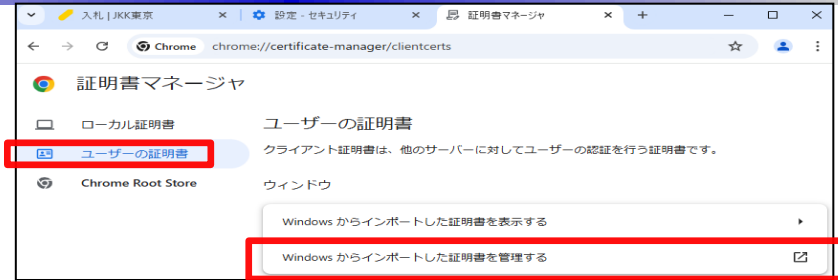 入札 | JKK東京
設定 - セキュリティ
証明書マネージャ
Chrome
chrome://certificate-manager/clientcerts
証明書マネージャ
ローカル証明書
ユーザーの証明書
Chrome Root Store
ユーザーの証明書
クライアント証明書は、他のサーバーに対してユーザーの認証を行う証明書です。
ウィンドウ
Windows からインポートした証明書を表示する
Windows からインポートした証明書を管理する